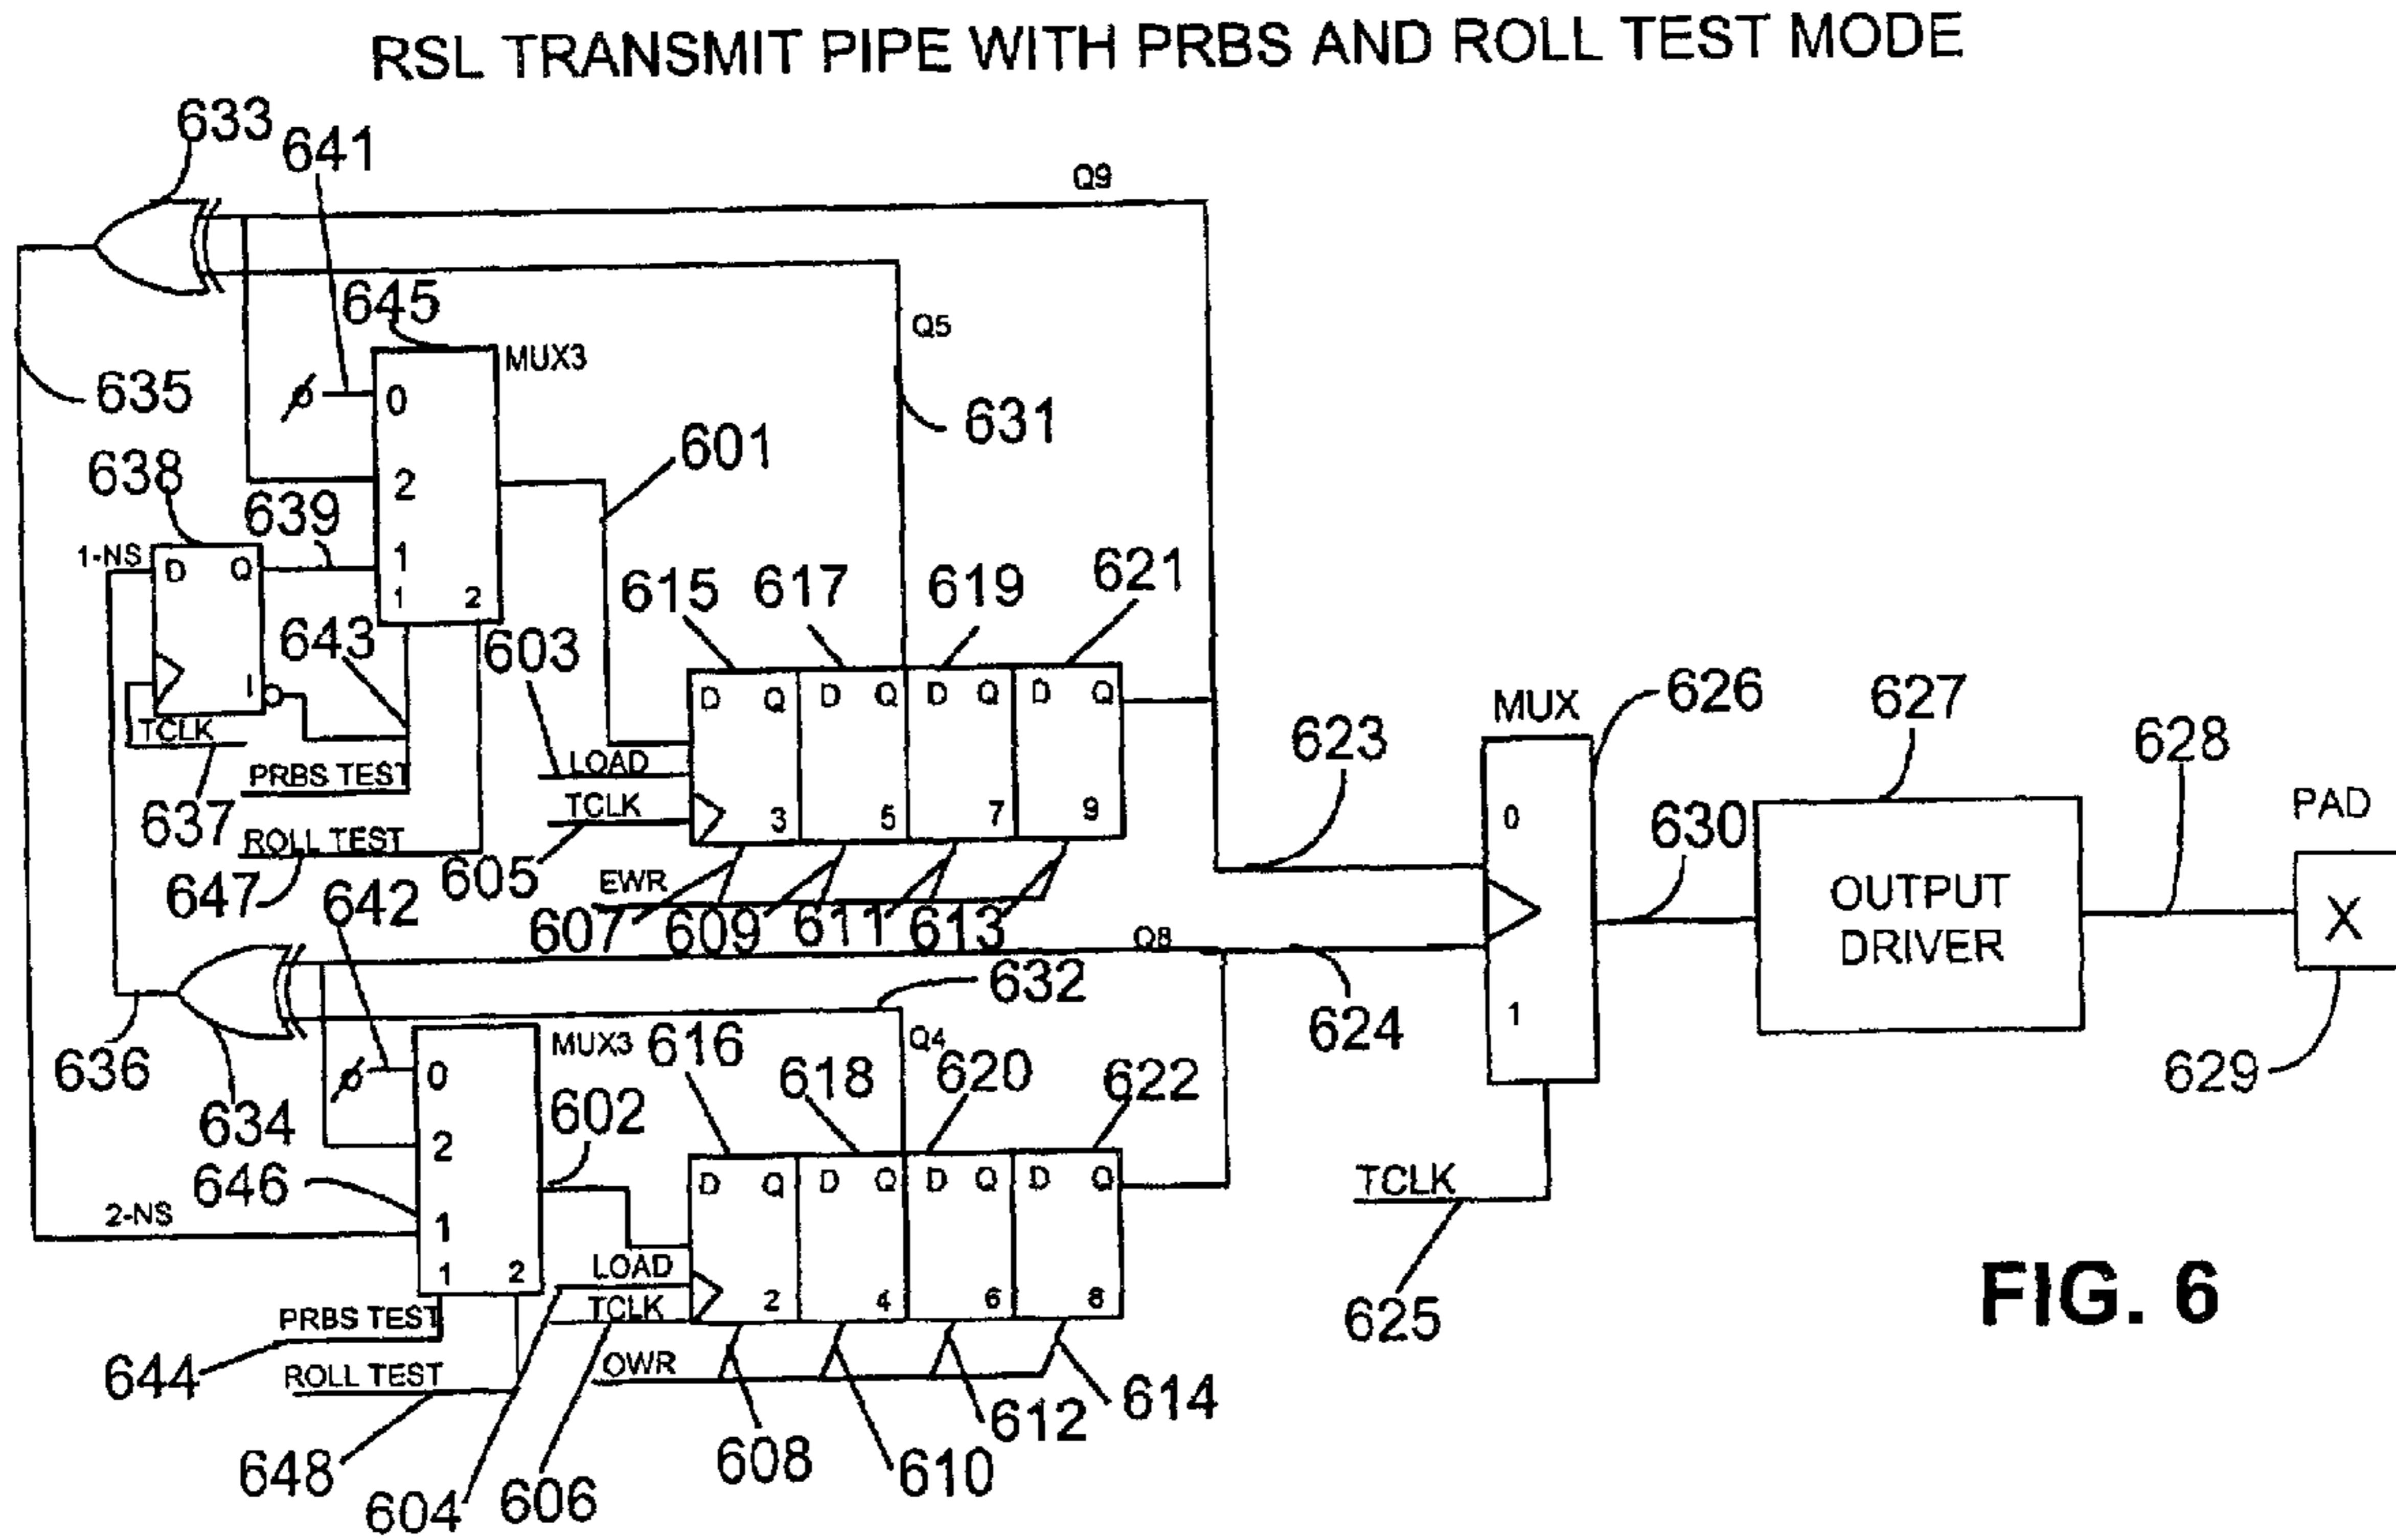 RSL TRANSMIT PIPE WITH PRBS AND ROLL TEST MODE
633
641
Q9
645
MUX3
Q5
635
0
631
601
638
2
639
1-NS
D Q
1
1 2
643
615
617
619
621
603
I
TCLK
D Q D Q D Q D Q
LOAD
TCLK
3 5 7 9
PRBS TEST
637
ROLL TEST
647
605
EWR
607
609
611
613
623
MUX
626
0
1
627
630
OUTPUT
DRIVER
628
PAD
X
629
642
Q8
632
624
636
634
0
MUX3
616
618
Q4
620
622
602
2
646
2-NS
1
1 2
D Q D Q D Q D Q
LOAD
TCLK
2 4 6 8
PRBS TEST
644
ROLL TEST
648
OWR
604
606
608
610
612
614
TCLK
625
FIG. 6